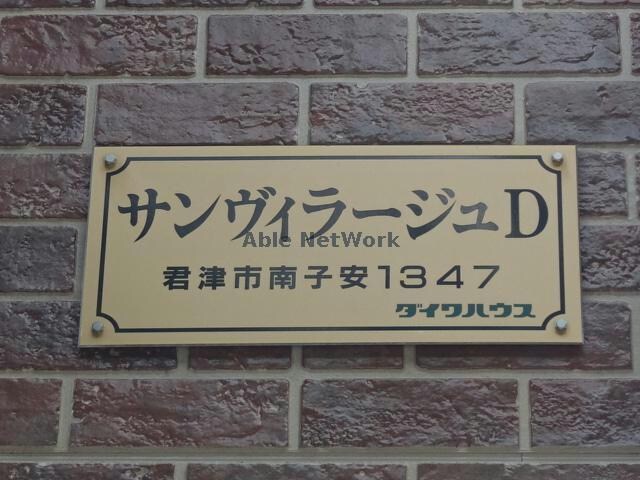 サンヴィラージュD
Able NetWork
君津市南子安1347
ダイワハウス